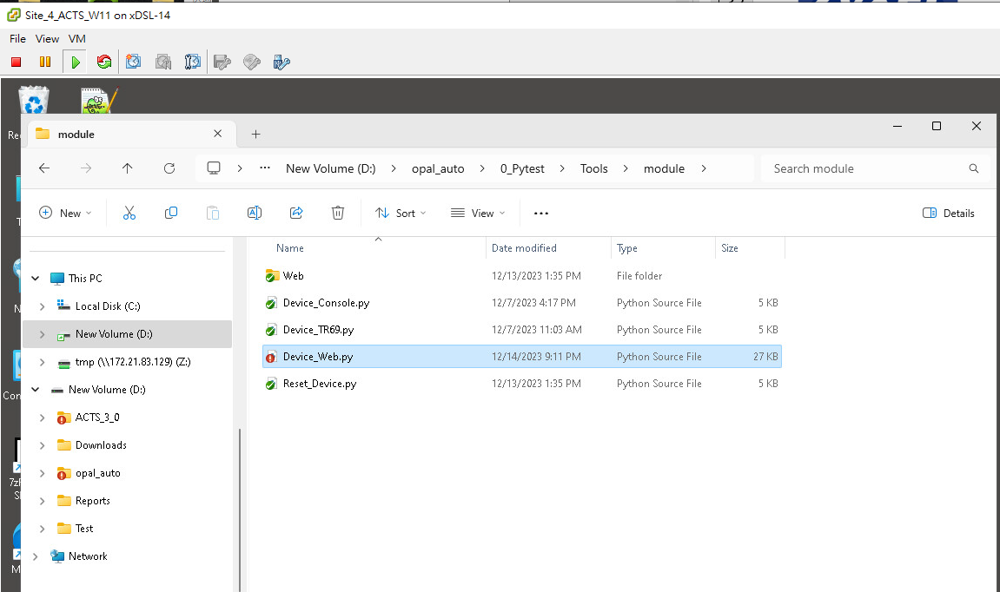 Site_4_ACTS_W11 on xDSL-14
File View VM
module
New Volume (D:) opal_auto 0_Pytest Tools module Search module
New Sort View Details
Name Date modified Type Size
Web 12/13/2023 1:35 PM File folder
Device_Console.py 12/7/2023 4:17 PM Python Source File 5 KB
Device_TR69.py 12/7/2023 11:03 AM Python Source File 5 KB
Device_Web.py 12/14/2023 9:11 PM Python Source File 27 KB
Reset_Device.py 12/13/2023 1:35 PM Python Source File 5 KB
This PC
Local Disk (C:)
New Volume (D:)
tmp (\\172.21.83.129) (Z:)
New Volume (D:)
ACTS_3_0
Downloads
opal_auto
Reports
Test
Network